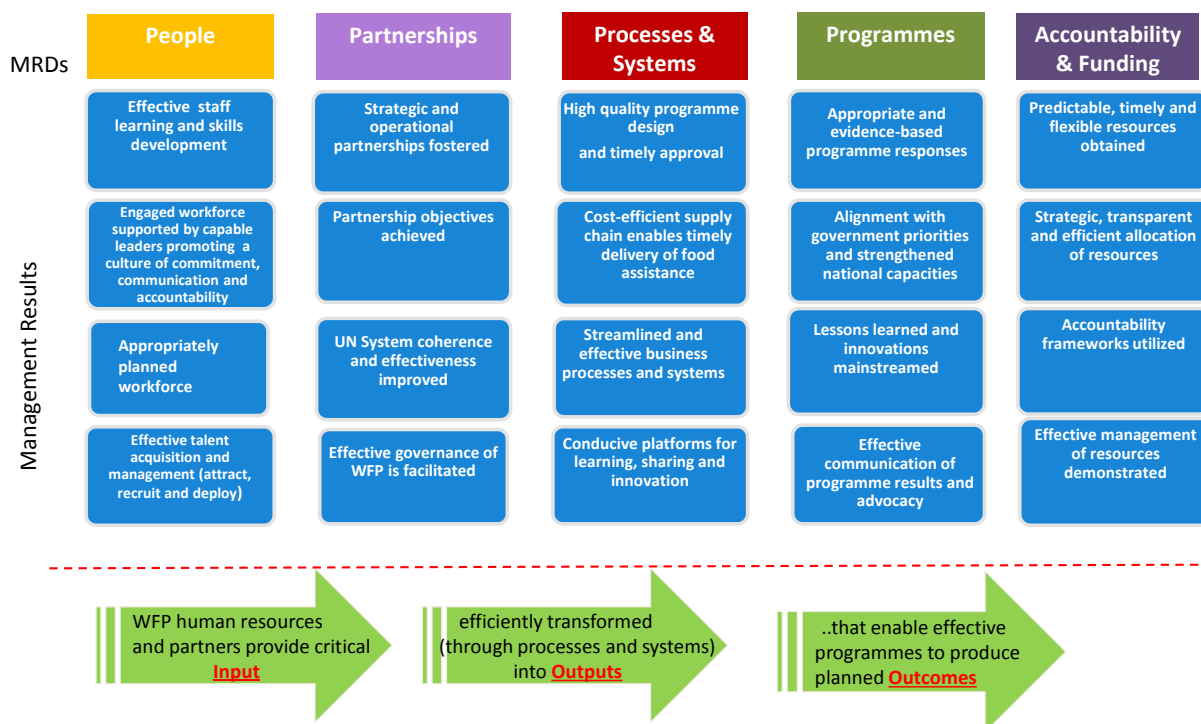 MRDs
People
Partnerships
Processes &
Systems
Programmes
Accountability
& Funding
Management Results
Effective staff
learning and skills
development
Strategic and
operational
partnerships fostered
High quality programme
design
and timely approval
Appropriate and
evidence-based
programme responses
Predictable, timely and
flexible resources
obtained
Engaged workforce
supported by capable
leaders promoting a
culture of commitment,
communication and
accountability
Partnership objectives
achieved
Cost-efficient supply
chain enables timely
delivery of food
assistance
Alignment with
government priorities
and strengthened
national capacities
Strategic, transparent
and efficient allocation
of resources
Appropriately
planned
workforce
UN System coherence
and effectiveness
improved
Streamlined and
effective business
processes and systems
Lessons learned and
innovations
mainstreamed
Accountability
frameworks utilized
Effective talent
acquisition and
management (attract,
recruit and deploy)
Effective governance of
WFP is facilitated
Conducive platforms for
learning, sharing and
innovation
Effective
communication of
programme results and
advocacy
Effective management
of resources
demonstrated
WFP human resources
and partners provide critical
Input
efficiently transformed
(through processes and systems)
into Outputs
..that enable effective
programmes to produce
planned Outcomes